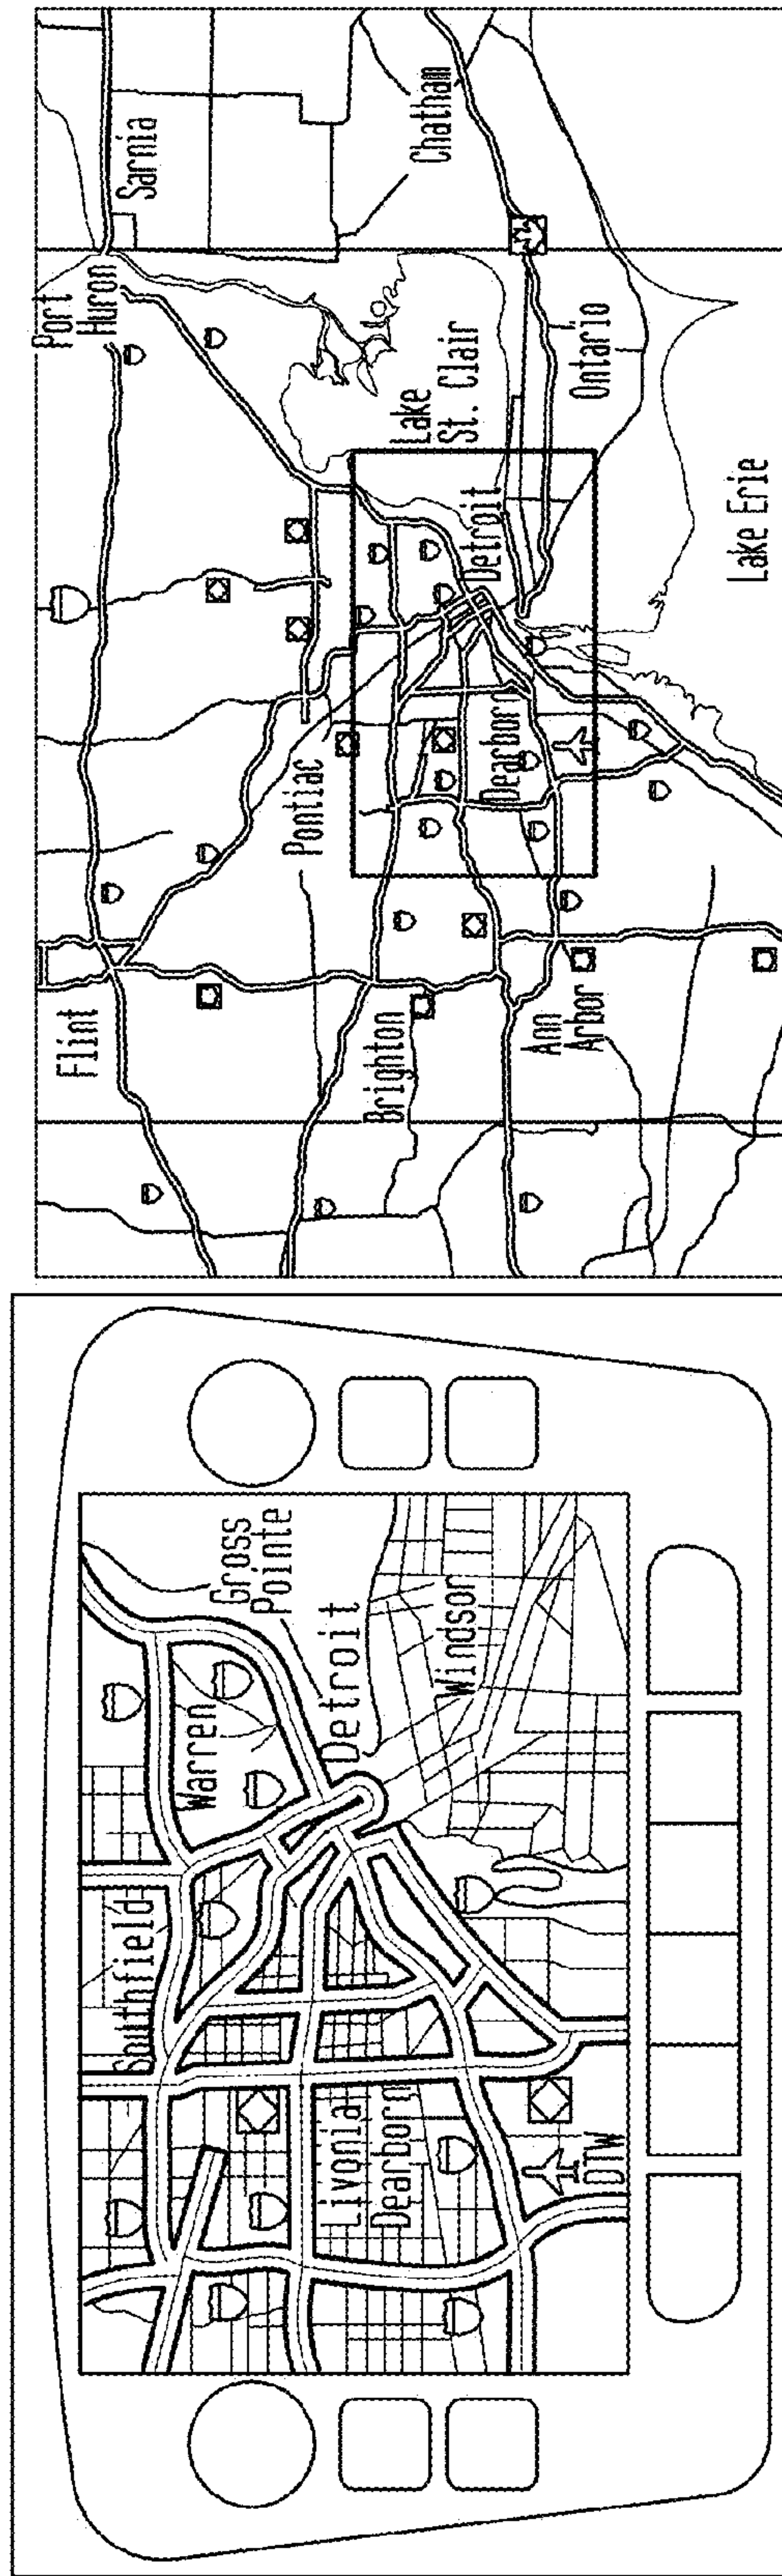 Southfield
Warren
Gross
Pointe
Livonia
Dearborn
Detroit
Windsor
DTW
Port
Huron
Sarnia
Flint
Pontiac
Brighton
Lake
St. Clair
Chatham
Dearborn
Detroit
Ann
Arbor
Ontario
Lake Erie